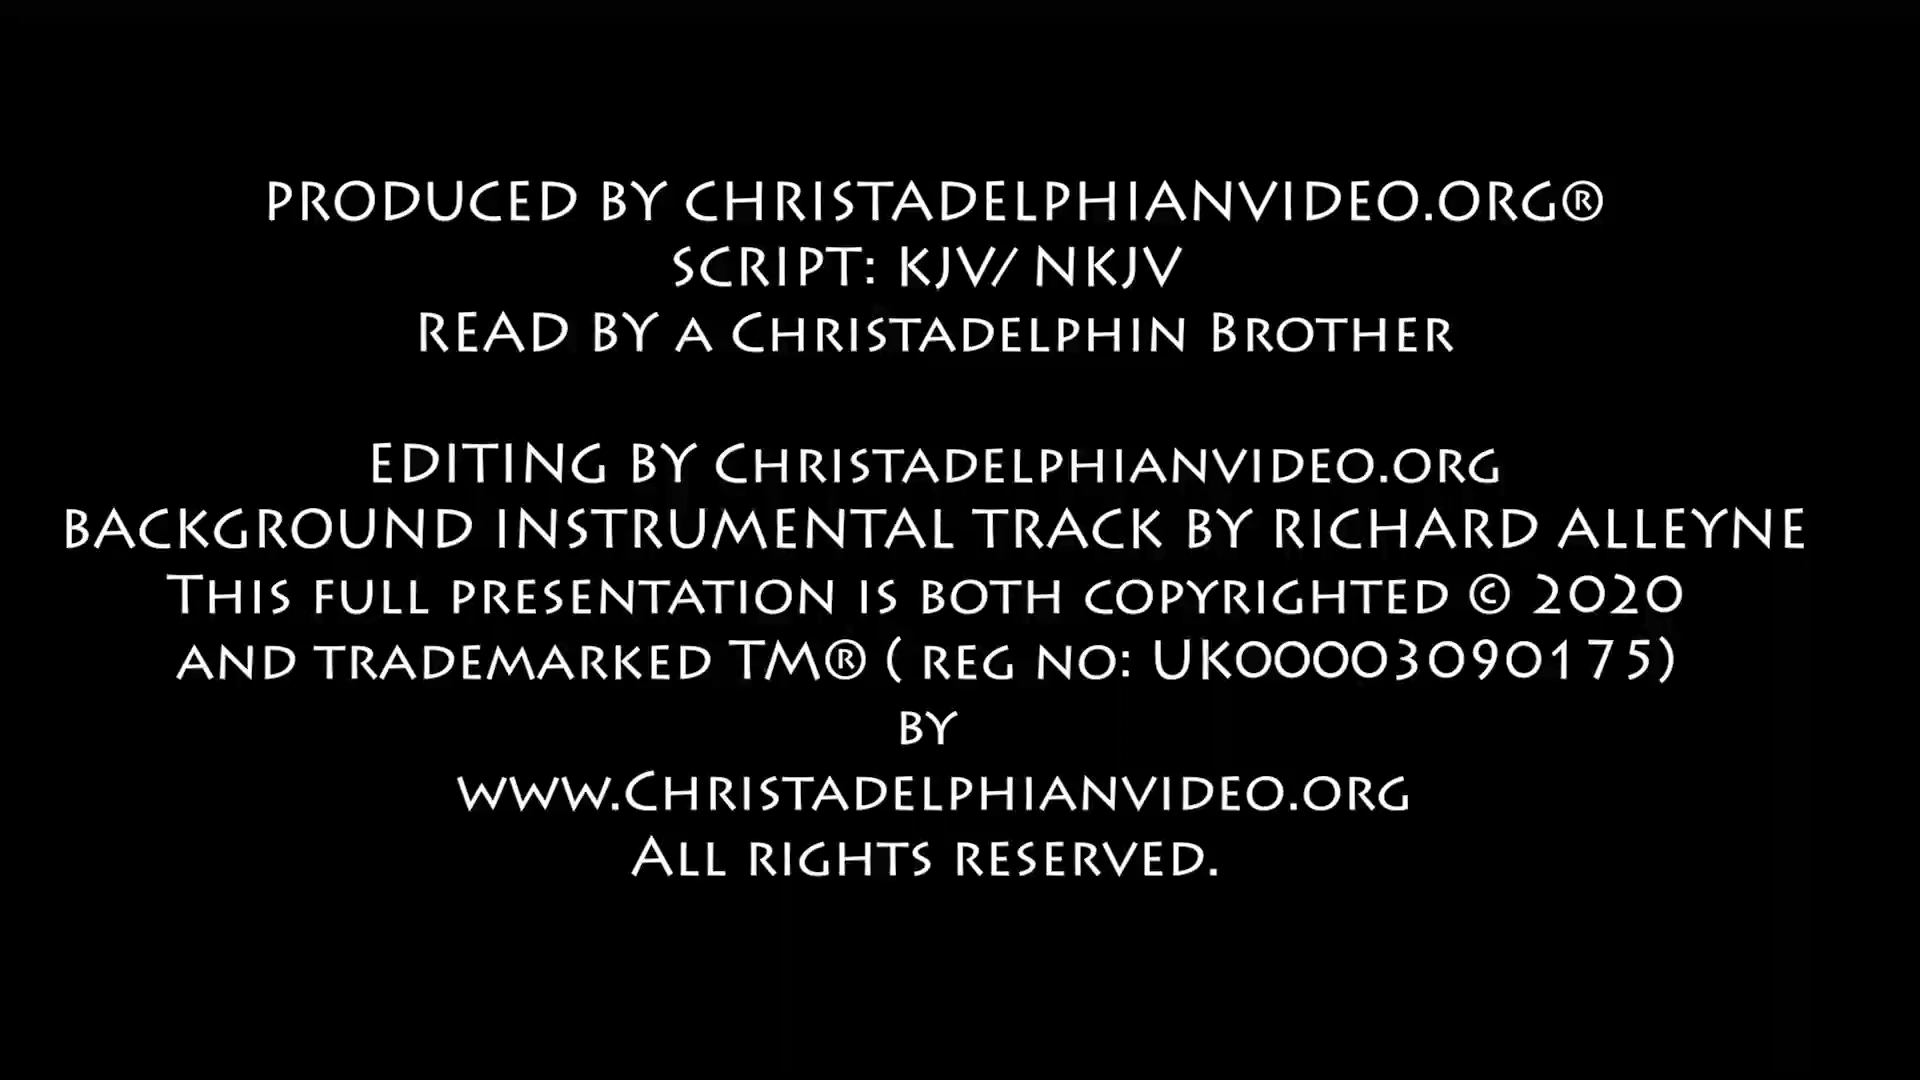 PRODUCED BY CHRISTADELPHIANVIDEO.ORG®
SCRIPT: KJV/ NKJV
READ BY A CHRISTADELPHIN BROTHER
EDITING BY CHRISTADELPHIANVIDEO.ORG
BACKGROUND INSTRUMENTAL TRACK BY RICHARD ALLEYNE
THIS FULL PRESENTATION IS BOTH COPYRIGHTED © 2020
AND TRADEMARKED TM® ( REG NO: UK00003090175)
BY
WWW.CHRISTADELPHIANVIDEO.ORG
ALL RIGHTS RESERVED.